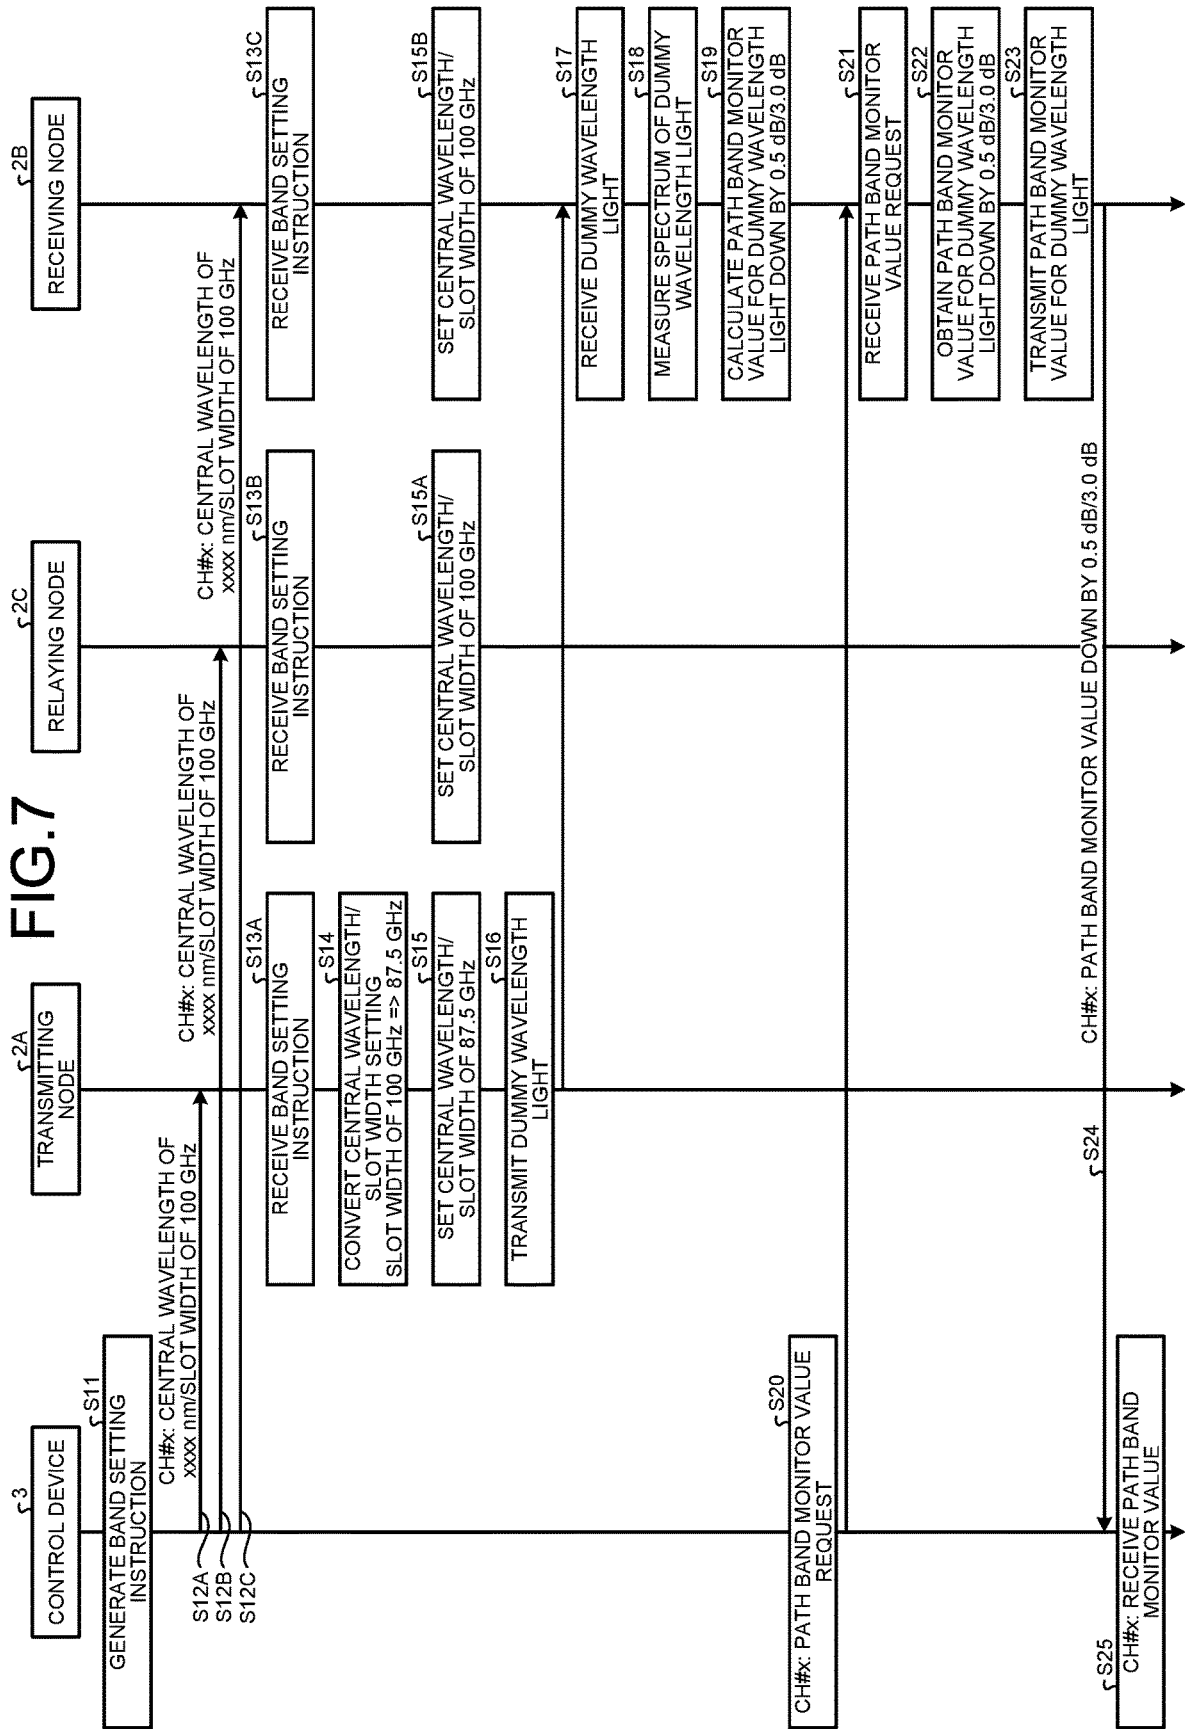 FIG.7
3
CONTROL DEVICE
2A
TRANSMITTING
NODE
2C
RELAYING NODE
2B
RECEIVING NODE
S11
GENERATE BAND SETTING
INSTRUCTION
CH#x: CENTRAL WAVELENGTH OF
xxxx nm/SLOT WIDTH OF 100 GHz
CH#x: CENTRAL WAVELENGTH OF
xxxx nm/SLOT WIDTH OF 100 GHz
CH#x: CENTRAL WAVELENGTH OF
xxxx nm/SLOT WIDTH OF 100 GHz
S12A
S12B
S12C
S13A
RECEIVE BAND SETTING
INSTRUCTION
S13B
RECEIVE BAND SETTING
INSTRUCTION
S13C
RECEIVE BAND SETTING
INSTRUCTION
S14
CONVERT CENTRAL WAVELENGTH/
SLOT WIDTH SETTING
SLOT WIDTH OF 100 GHz => 87.5 GHz
S15
SET CENTRAL WAVELENGTH/
SLOT WIDTH OF 87.5 GHz
S15A
SET CENTRAL WAVELENGTH/
SLOT WIDTH OF 100 GHz
S15B
SET CENTRAL WAVELENGTH/
SLOT WIDTH OF 100 GHz
S16
TRANSMIT DUMMY WAVELENGTH
LIGHT
S17
RECEIVE DUMMY WAVELENGTH
LIGHT
S18
MEASURE SPECTRUM OF DUMMY
WAVELENGTH LIGHT
S19
CALCULATE PATH BAND MONITOR
VALUE FOR DUMMY WAVELENGTH
LIGHT DOWN BY 0.5 dB/3.0 dB
S20
CH#x: PATH BAND MONITOR VALUE
REQUEST
S21
RECEIVE PATH BAND MONITOR
VALUE REQUEST
S22
OBTAIN PATH BAND MONITOR
VALUE FOR DUMMY WAVELENGTH
LIGHT DOWN BY 0.5 dB/3.0 dB
S23
TRANSMIT PATH BAND MONITOR
VALUE FOR DUMMY WAVELENGTH
LIGHT
S24
CH#x: PATH BAND MONITOR VALUE DOWN BY 0.5 dB/3.0 dB
S25
CH#x: RECEIVE PATH BAND
MONITOR VALUE